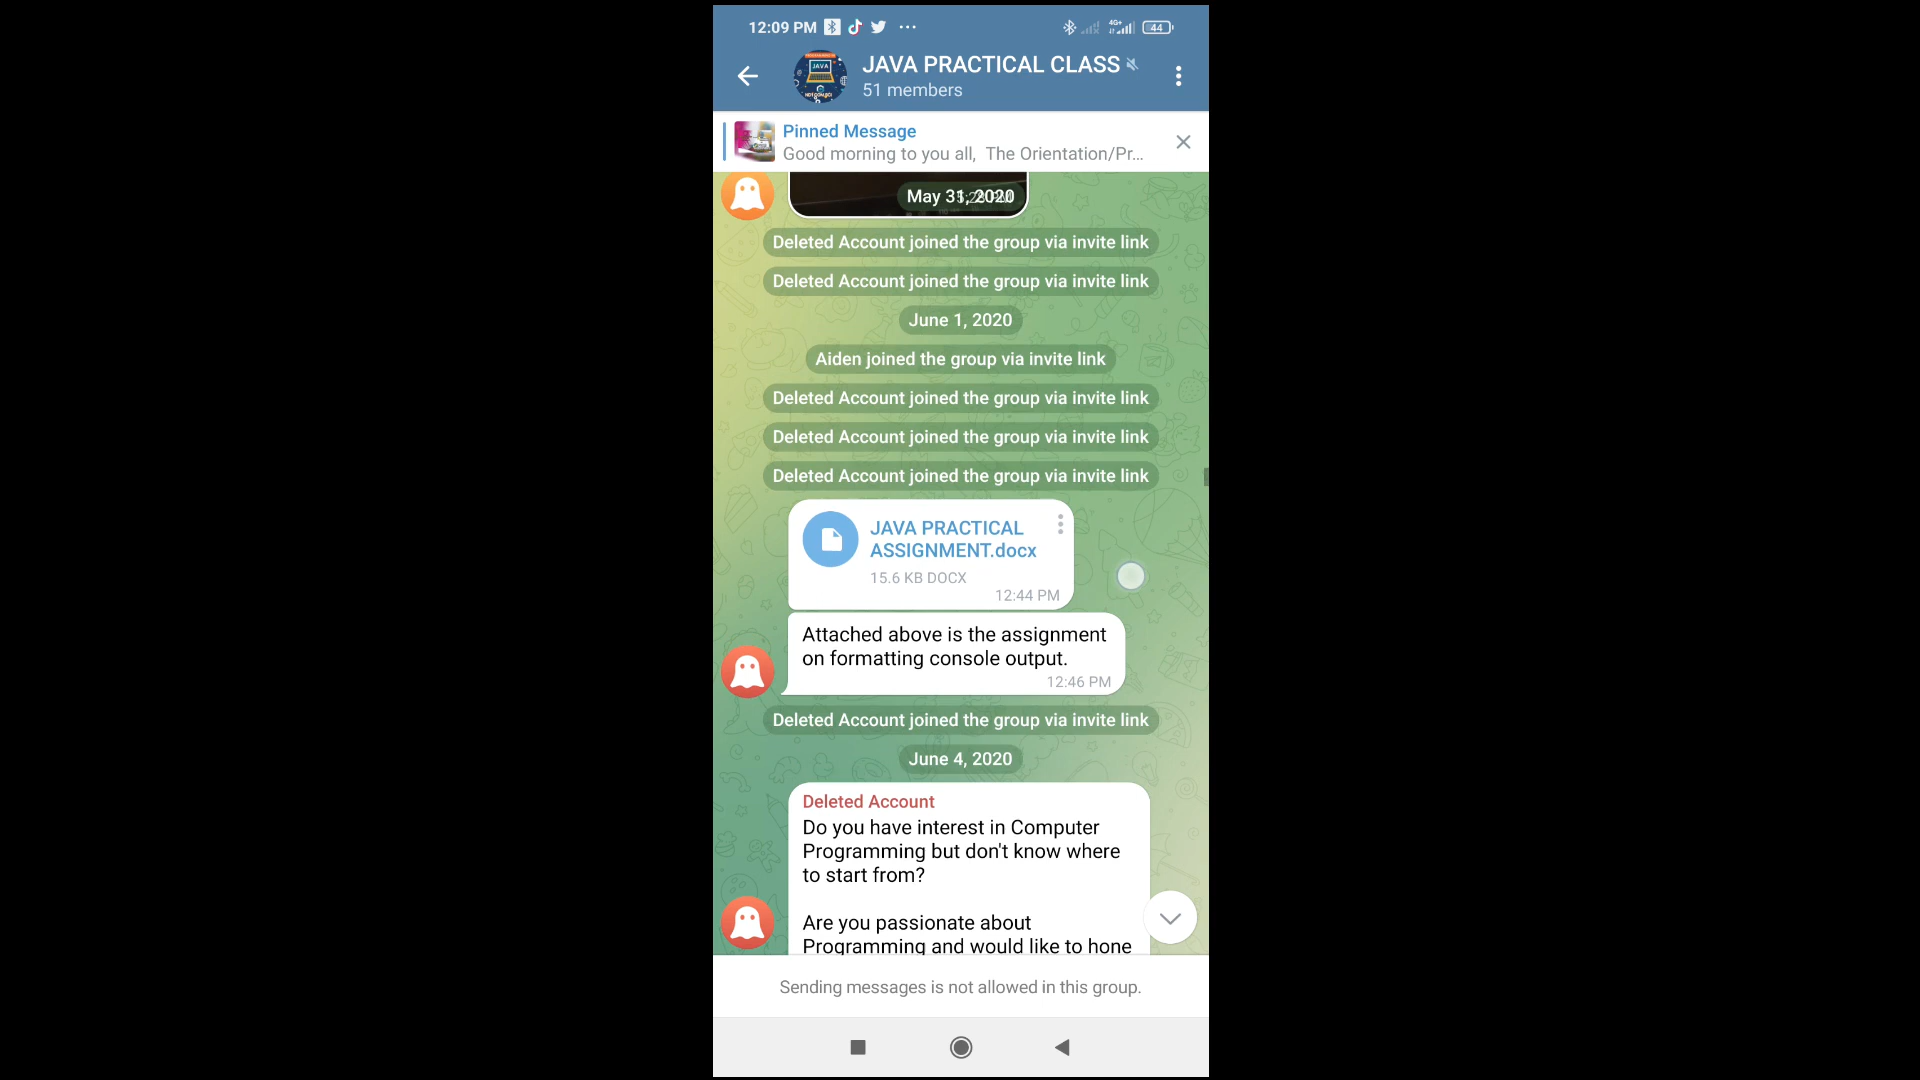 12:09 PM
4G+
44
JAVA PRACTICAL CLASS
51 members
JAVA
Pinned Message
Good morning to you all, The Orientation/Pr...
May 31, 2020
Deleted Account joined the group via invite link
Deleted Account joined the group via invite link
June 1, 2020
Aiden joined the group via invite link
Deleted Account joined the group via invite link
Deleted Account joined the group via invite link
Deleted Account joined the group via invite link
JAVA PRACTICAL
ASSIGNMENT.docx
15.6 KB DOCX
12:44 PM
Attached above is the assignment
on formatting console output.
12:46 PM
Deleted Account joined the group via invite link
June 4, 2020
Deleted Account
Do you have interest in Computer
Programming but don't know where
to start from?
Are you passionate about
Programming and would like to hone
Sending messages is not allowed in this group.